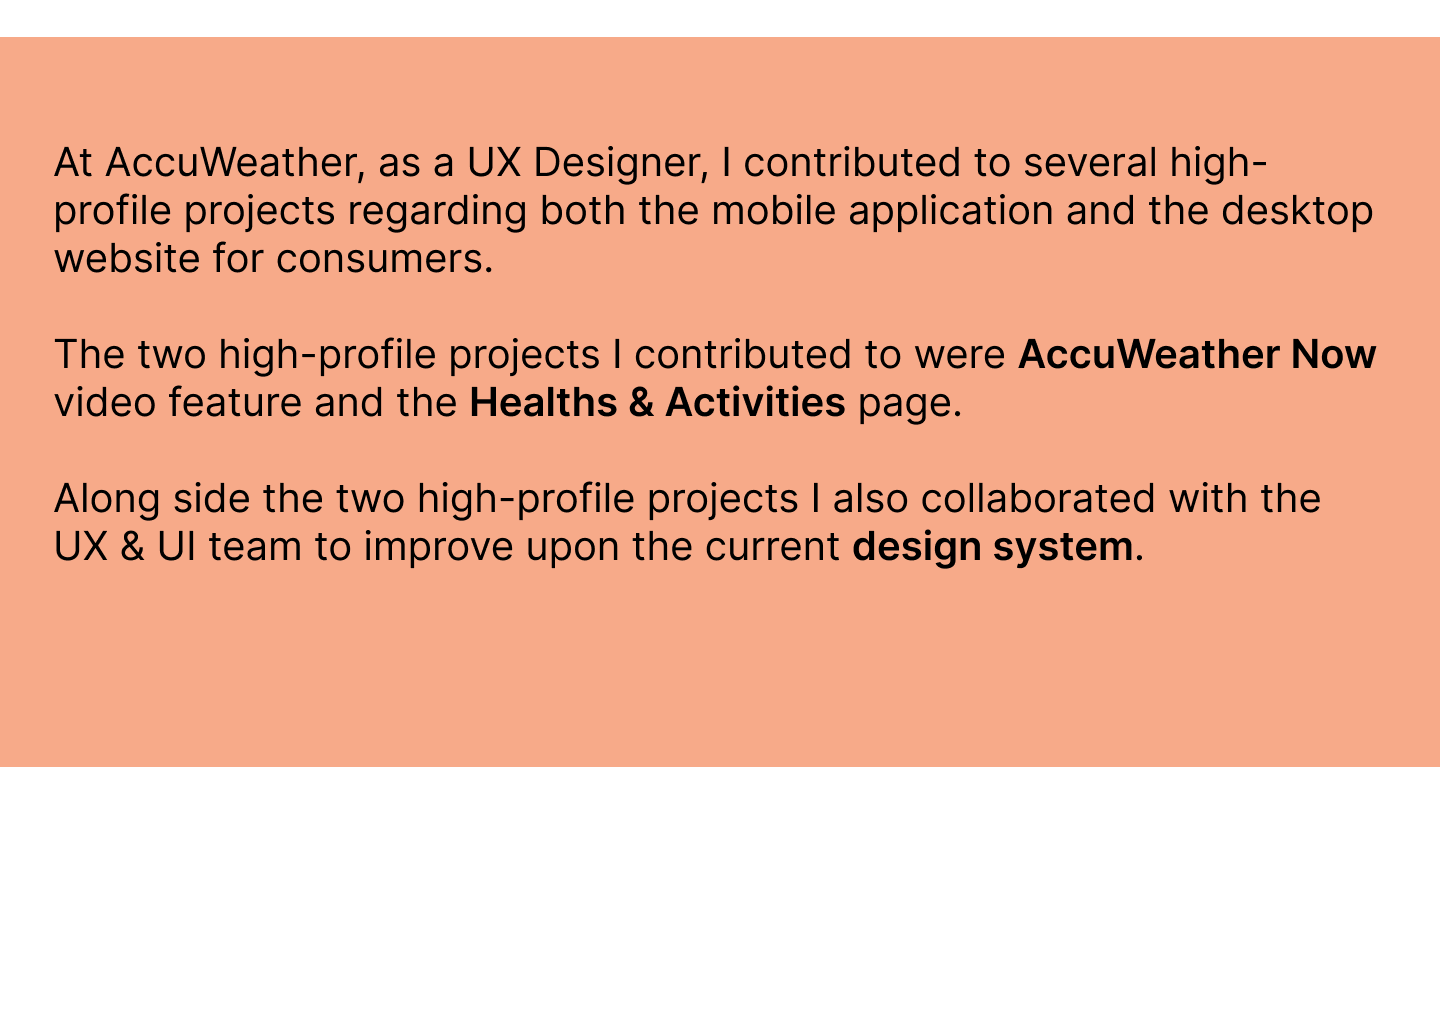 At AccuWeather, as a UX Designer, I contributed to several high-
profile projects regarding both the mobile application and the desktop
website for consumers.
The two high-profile projects I contributed to were AccuWeather Now
video feature and the Healths & Activities page.
Along side the two high-profile projects I also collaborated with the
UX & UI team to improve upon the current design system.